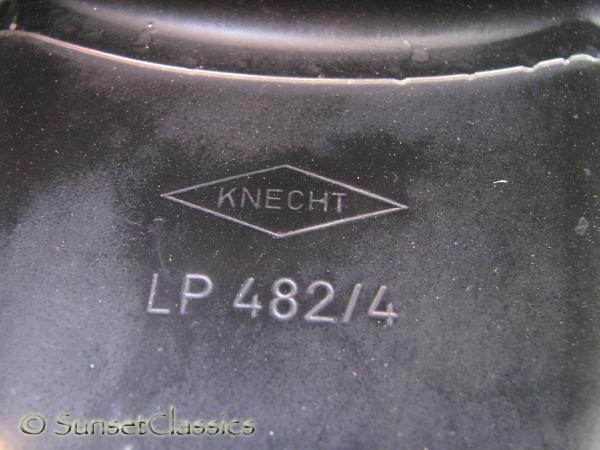 KNECHT
LP 482/4
© SunsetClassics